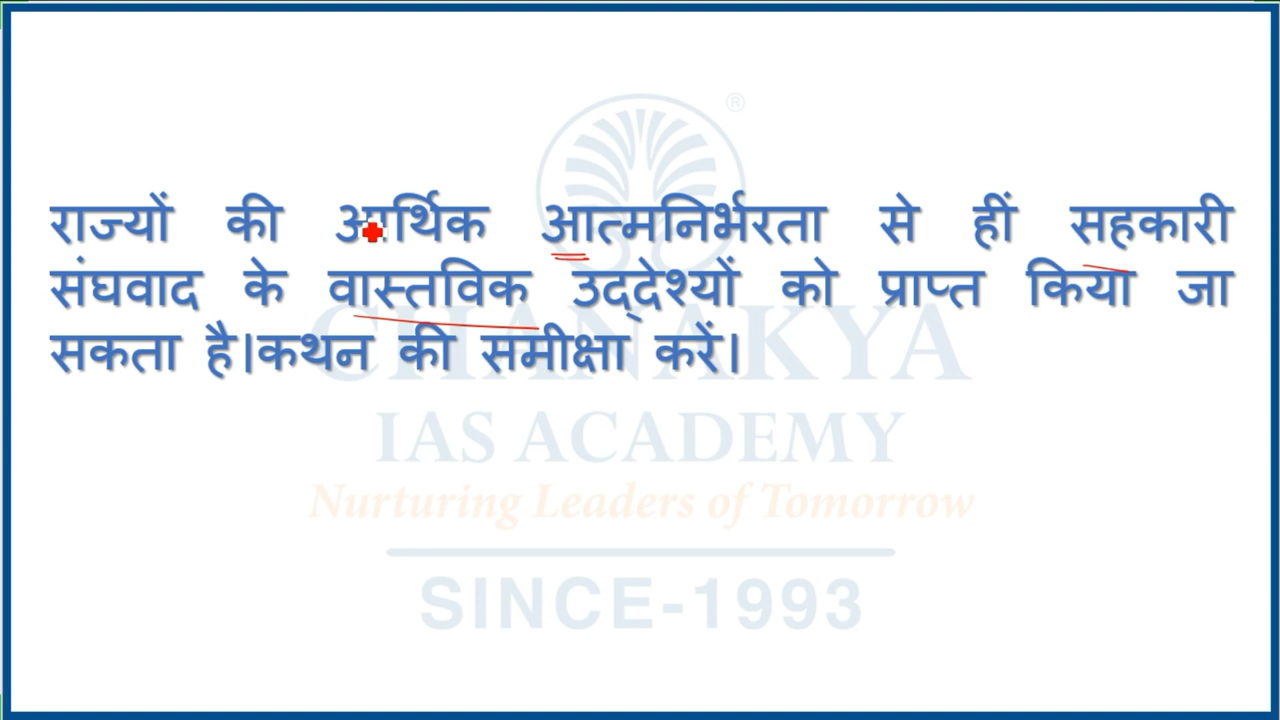 राज्यों की आर्थिक आत्मनिर्भरता से हीं सहकारी
संघवाद के वास्तविक उद्देश्यों को प्राप्त किया जा
सकता है।कथन की समीक्षा करें।
®
CHANAKYA
IAS ACADEMY
Nurturing Leaders of Tomorrow
SINCE-1993